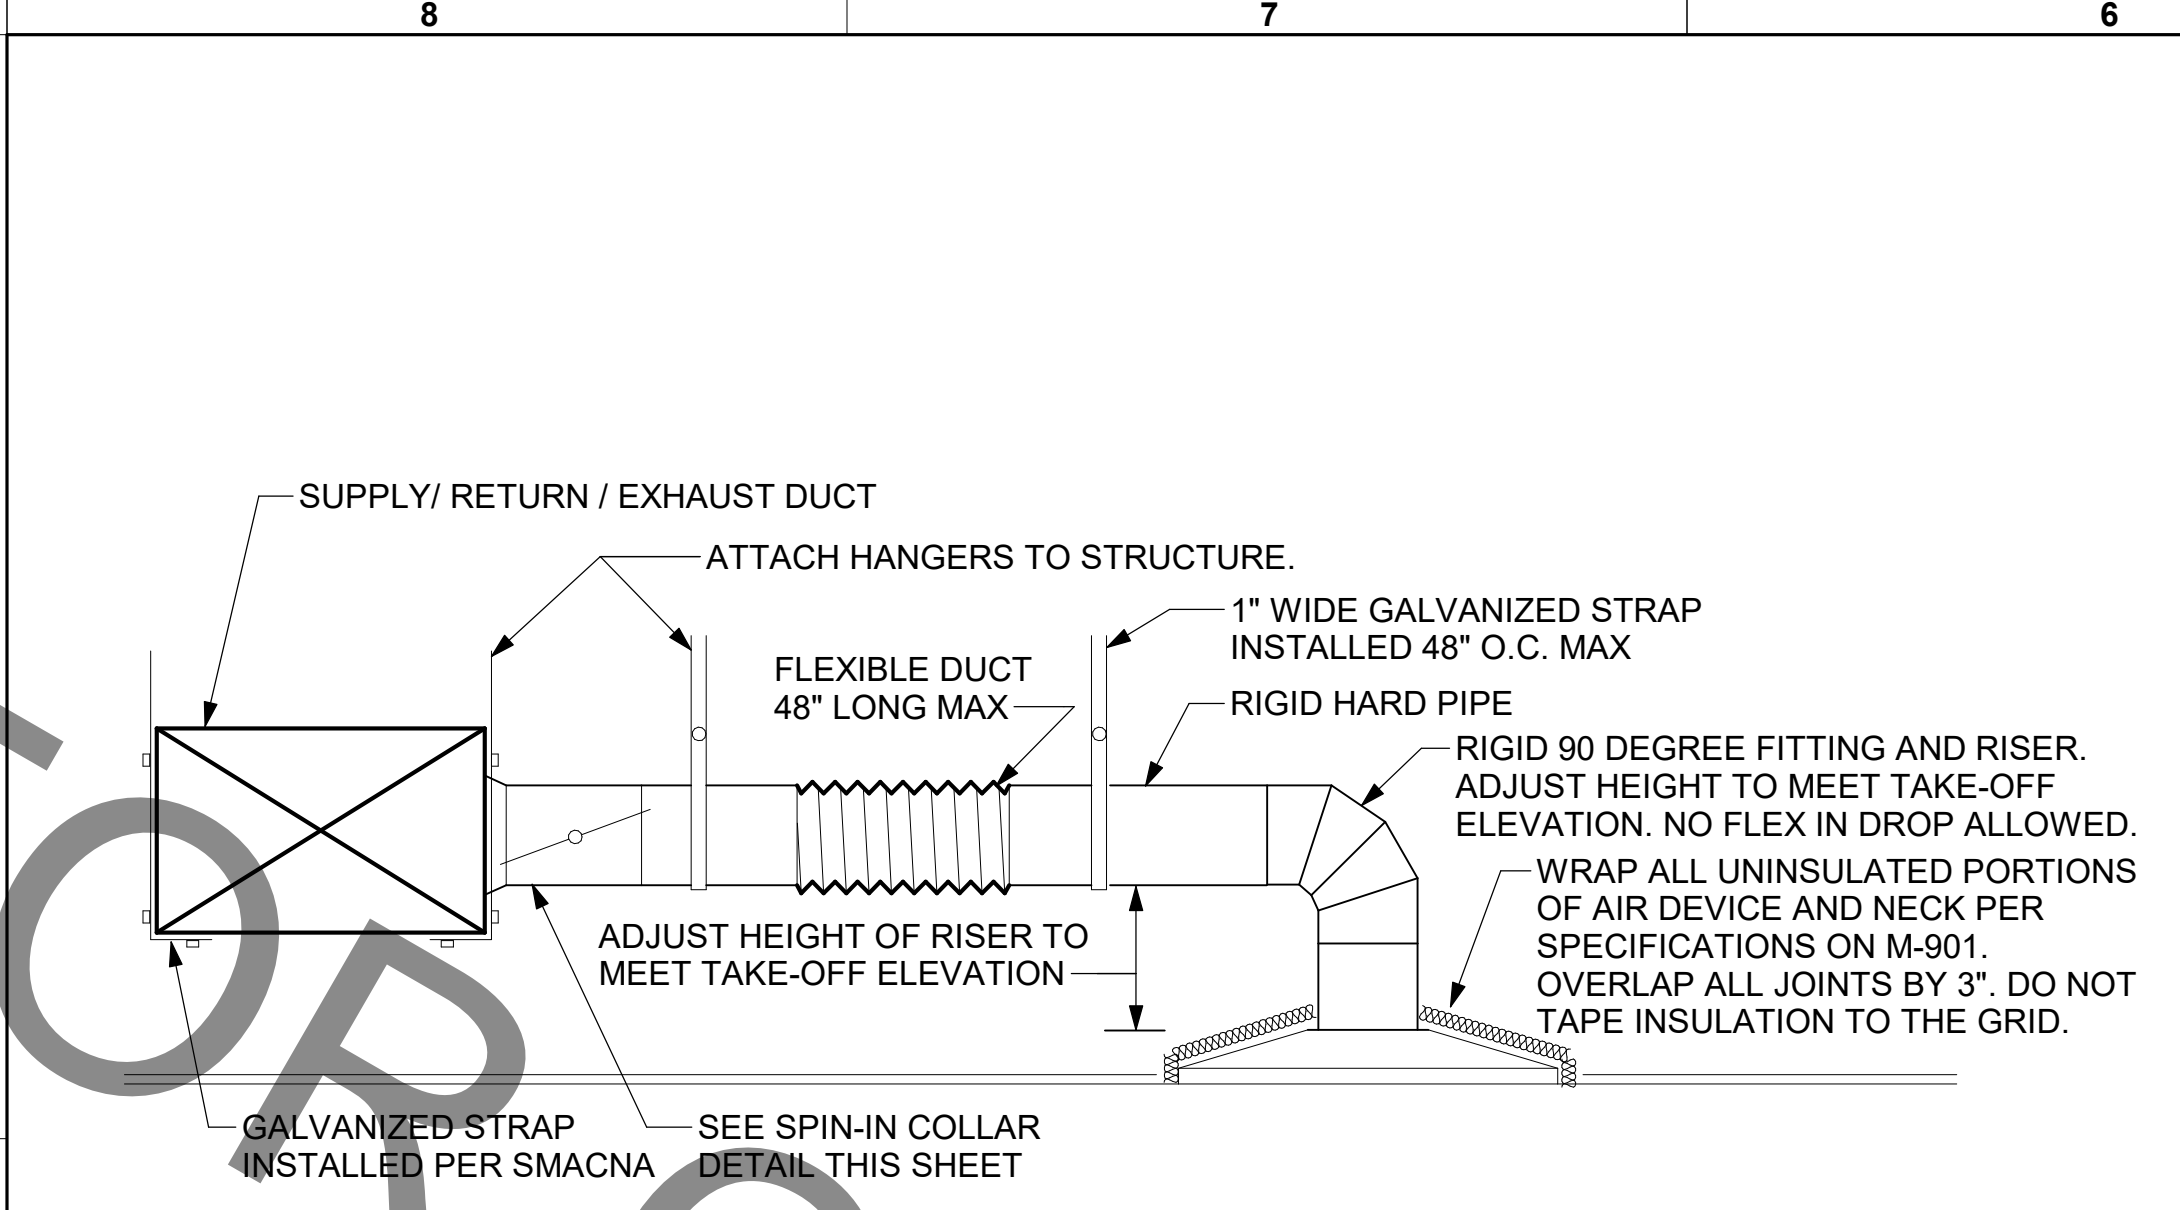 8
7
6
SUPPLY/ RETURN / EXHAUST DUCT
ATTACH HANGERS TO STRUCTURE.
1" WIDE GALVANIZED STRAP
INSTALLED 48" O.C. MAX
FLEXIBLE DUCT
48" LONG MAX
RIGID HARD PIPE
RIGID 90 DEGREE FITTING AND RISER.
ADJUST HEIGHT TO MEET TAKE-OFF
ELEVATION. NO FLEX IN DROP ALLOWED.
WRAP ALL UNINSULATED PORTIONS
OF AIR DEVICE AND NECK PER
SPECIFICATIONS ON M-901.
OVERLAP ALL JOINTS BY 3". DO NOT
TAPE INSULATION TO THE GRID.
ADJUST HEIGHT OF RISER TO
MEET TAKE-OFF ELEVATION
GALVANIZED STRAP
INSTALLED PER SMACNA
SEE SPIN-IN COLLAR
DETAIL THIS SHEET
OR